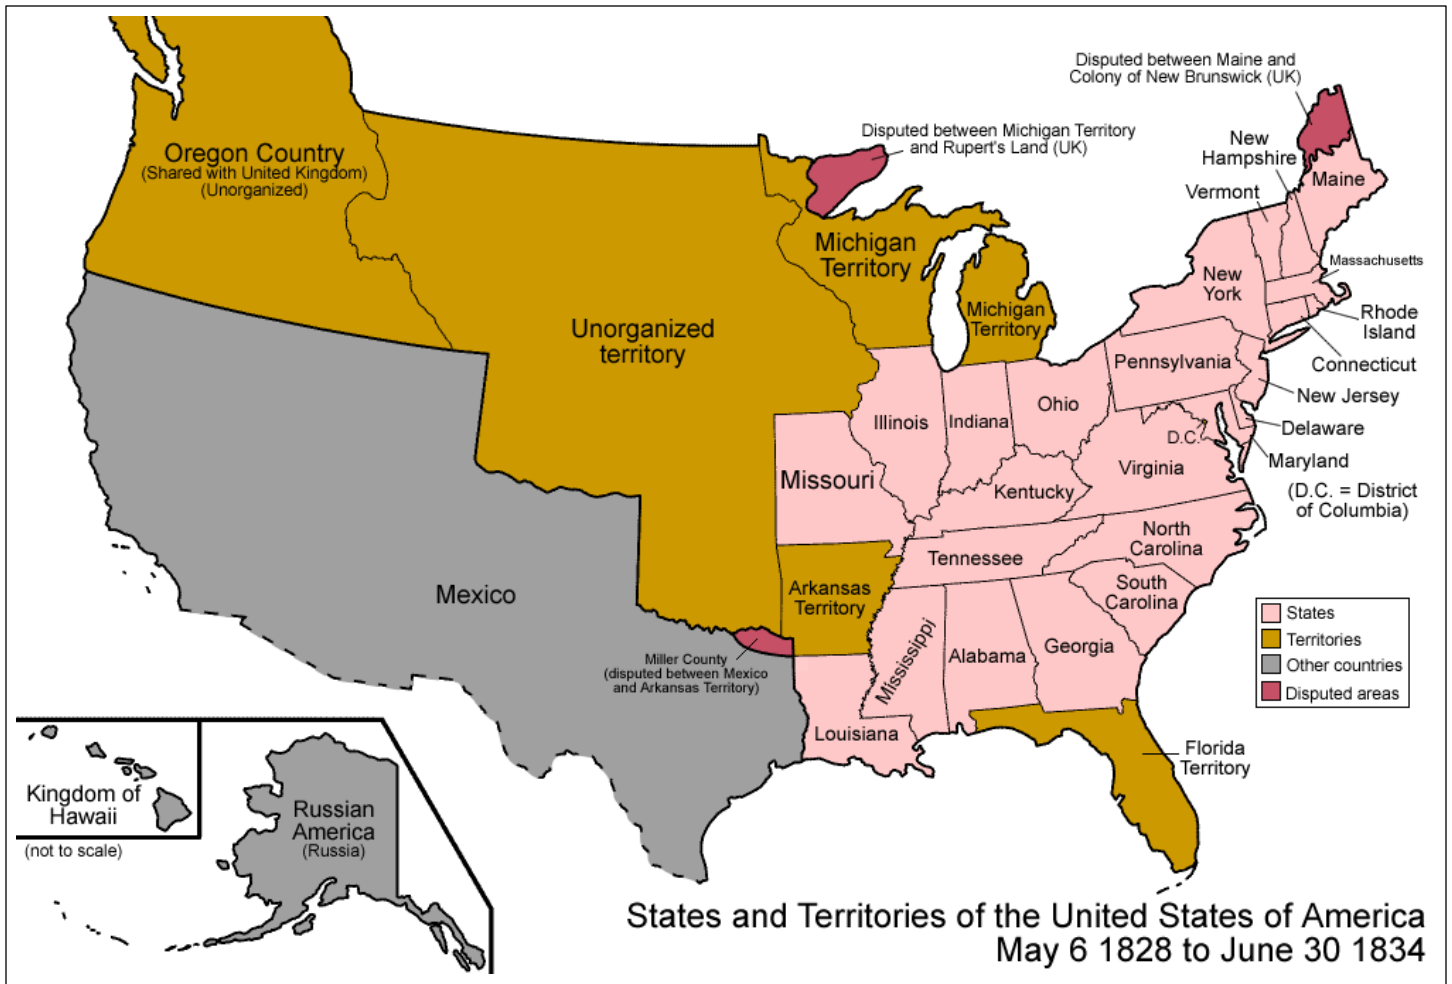 Disputed between Maine and
Colony of New Brunswick (UK)
Disputed between Michigan Territory
and Rupert's Land (UK)
New
Hampshire
Vermont
Maine
Oregon Country
(Shared with United Kingdom)
(Unorganized)
Michigan
Territory
Massachusetts
New
York
Rhode
Island
Michigan
Territory
Unorganized
territory
Connecticut
Pennsylvania
New Jersey
Ohio
Illinois
Indiana
Delaware
D.C.
Maryland
Virginia
Missouri
Kentucky
(D.C. = District
of Columbia)
North
Carolina
Tennessee
Mexico
Arkansas
Territory
South
Carolina
States
Territories
Other countries
Disputed areas
Georgia
Alabama
Mississippi
Miller County
(disputed between Mexico
and Arkansas Territory)
Louisiana
Florida
Territory
Kingdom of
Hawaii
(not to scale)
Russian
America
(Russia)
States and Territories of the United States of America
May 6 1828 to June 30 1834